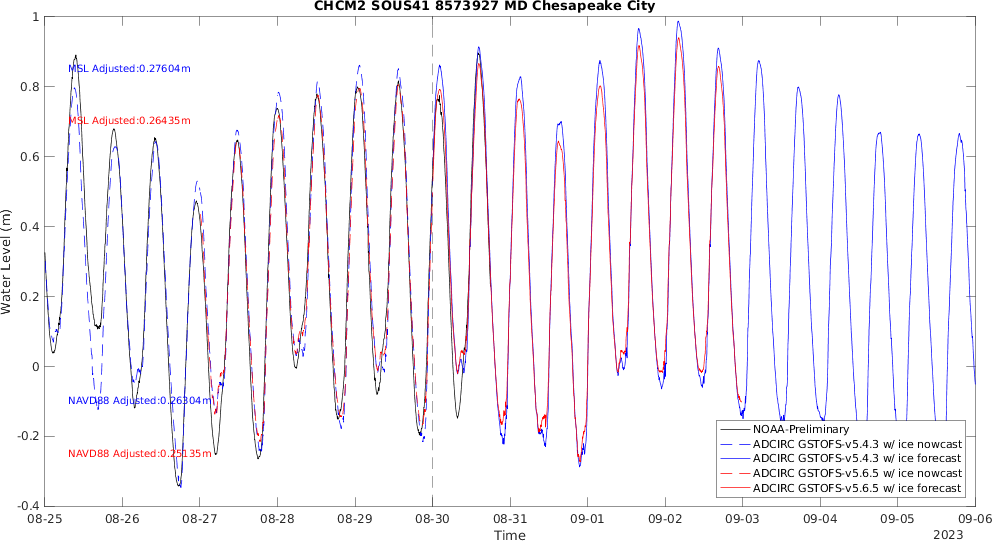 CHCM2 SOUS41 8573927 MD Chesapeake City
1
0.8
0.6
0.4
0.2
0
-0.2
-0.4
Water Level (m)
MSL Adjusted:0.27604m
MSL Adjusted:0.26435m
NAVD88 Adjusted:0.26304m
NAVD88 Adjusted:0.25135m
NOAA-Preliminary
ADCIRC GSTOFS-v5.4.3 w/ ice nowcast
ADCIRC GSTOFS-v5.4.3 w/ ice forecast
ADCIRC GSTOFS-v5.6.5 w/ ice nowcast
ADCIRC GSTOFS-v5.6.5 w/ ice forecast
08-25 08-26 08-27 08-28 08-29 08-30 08-31 09-01 09-02 09-03 09-04 09-05 09-06
Time
2023